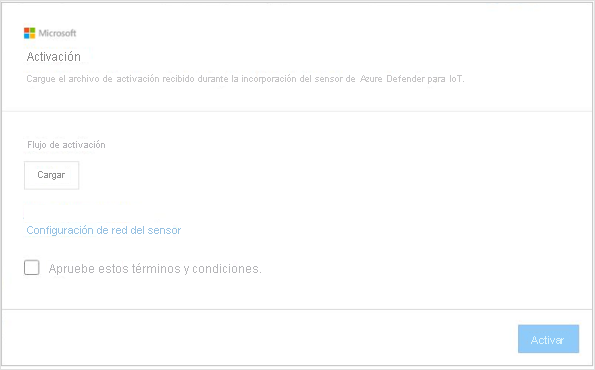 Microsoft
Activación
Cargue el archivo de activación recibido durante la incorporación del sensor de Azure Defender para IoT.
Flujo de activación
Cargar
Configuración de red del sensor
Apruebe estos términos y condiciones.
Activar